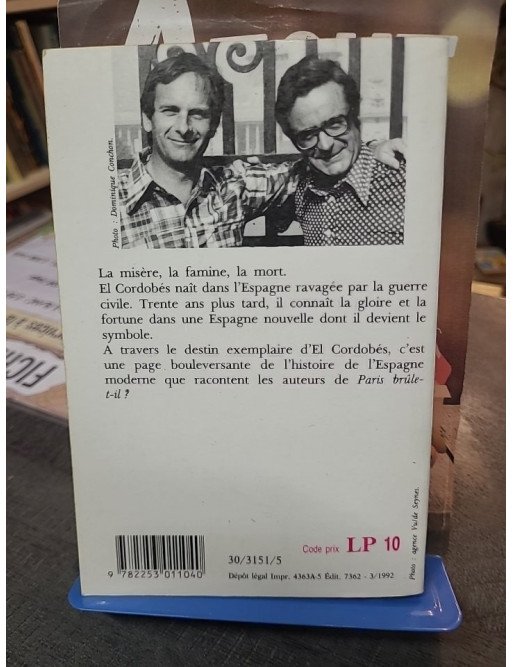 Photo : Dominique Conchon.
La misère, la famine, la mort.
El Cordobés naît dans l'Espagne ravagée par la guerre
civile. Trente ans plus tard, il connaît la gloire et la
fortune dans une Espagne nouvelle dont il devient le
symbole.
A travers le destin exemplaire d'El Cordobés, c'est
une page bouleversante de l'histoire de l'Espagne
moderne que racontent les auteurs de Paris brûle-
t-il ?
Code prix LP 10
30/3151/5
9 782253 011040
Dépôt légal Impr. 4363A-5 Édit. 7362 - 3/1992
Photo : agence Vu/de Seynes.